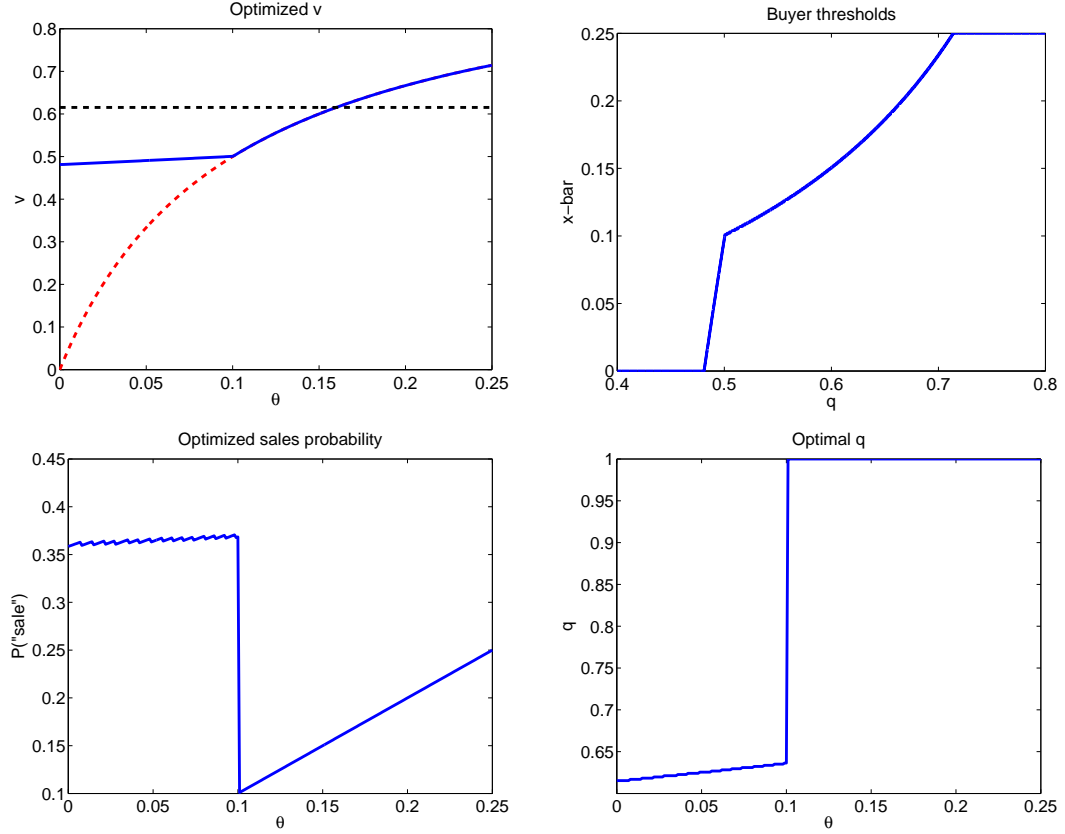 Optimized v
0.8
0.7
0.6
0.5
0.4
0.3
0.2
0.1
0
v
0 0.05 0.1 0.15 0.2 0.25
θ
Buyer thresholds
0.25
0.2
0.15
0.1
0.05
0
x-bar
0.4 0.5 0.6 0.7 0.8
q
Optimized sales probability
0.45
0.4
0.35
0.3
0.25
0.2
0.15
0.1
P("sale")
0 0.05 0.1 0.15 0.2 0.25
θ
Optimal q
1
0.95
0.9
0.85
0.8
0.75
0.7
0.65
q
0 0.05 0.1 0.15 0.2 0.25
θ